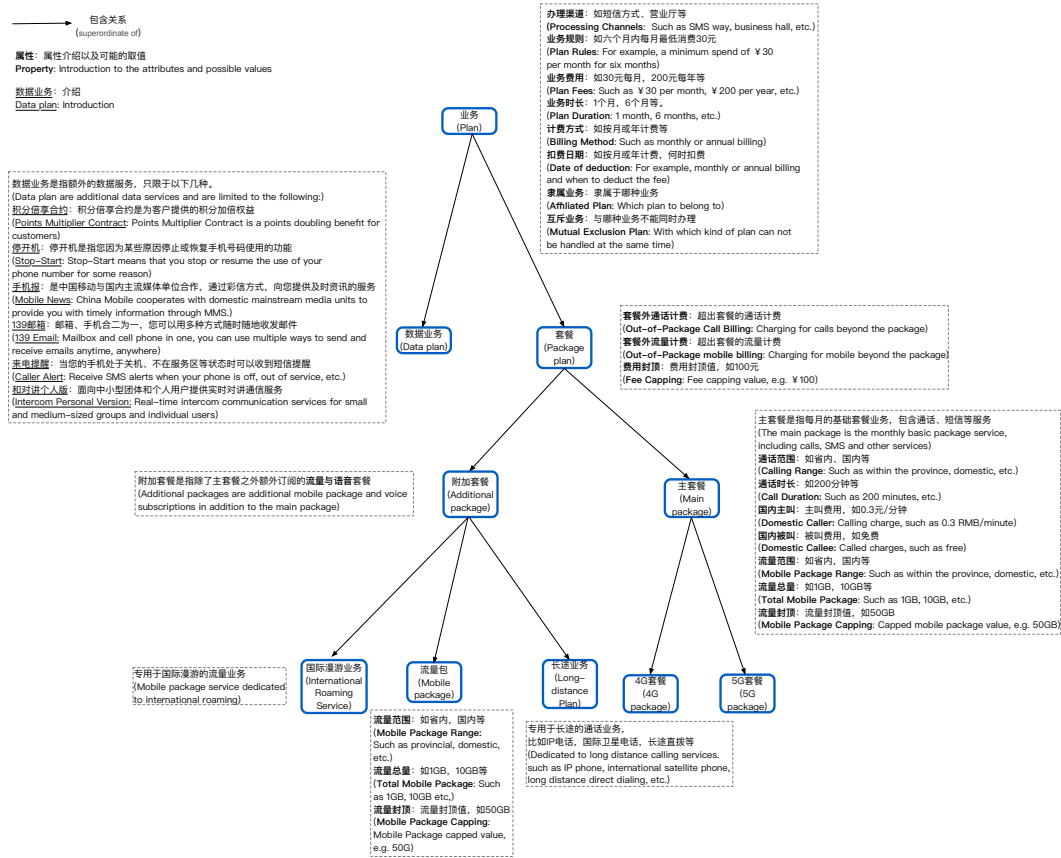 包含关系
(superordinate of)
属性：属性介绍以及可能的取值
Property: Introduction to the attributes and possible values
数据业务：介绍
Data plan: Introduction
办理渠道：如短信方式、营业厅等
(Processing Channels:  Such as SMS way, business hall, etc.)
业务规则：如六个月内每月最低消费30元
(Plan Rules: For example, a minimum spend of ￥30
per month for six months)
业务费用：如30元每月，200元每年等
(Plan Fees: Such as ￥30 per month, ￥200 per year, etc.)
业务时长：1个月，6个月等。
(Plan Duration: 1 month, 6 months, etc.)
计费方式：如按月或年计费等
(Billing Method: Such as monthly or annual billing)
扣费日期：如按月或年计费，何时扣费
(Date of deduction: For example, monthly or annual billing
and when to deduct the fee)
隶属业务：隶属于哪种业务
(Affiliated Plan: Which plan to belong to)
互斥业务：与哪种业务不能同时办理
(Mutual Exclusion Plan: With which kind of plan can not
be handled at the same time)
业务
(Plan)
数据业务是指额外的数据服务，只限于以下几种。
(Data plan are additional data services and are limited to the following:)
积分倍享合约：积分倍享合约是为客户提供的积分加倍权益
(Points Multiplier Contract: Points Multiplier Contract is a points doubling benefit for
customers)
停开机：停开机是指您因为某些原因停止或恢复手机号码使用的功能
(Stop-Start: Stop-Start means that you stop or resume the use of your
phone number for some reason)
手机报：是中国移动与国内主流媒体单位合作，通过彩信方式，向您提供及时资讯的服务
(Mobile News: China Mobile cooperates with domestic mainstream media units to
provide you with timely information through MMS.)
139邮箱：邮箱、手机合二为一，您可以用多种方式随时随地收发邮件
(139 Email: Mailbox and cell phone in one, you can use multiple ways to send and
receive emails anytime, anywhere)
来电提醒：当您的手机处于关机、不在服务区等状态时可以收到短信提醒
(Caller Alert: Receive SMS alerts when your phone is off, out of service, etc.)
和对讲个人版：面向中小型团体和个人用户提供实时对讲通信服务
(Intercom Personal Version: Real-time intercom communication services for small
and medium-sized groups and individual users)
数据业务
(Data plan)
套餐
(Package
plan)
套餐外通话计费：超出套餐的通话计费
(Out-of-Package Call Billing: Charging for calls beyond the package)
套餐外流量计费：超出套餐的流量计费
(Out-of-Package mobile billing: Charging for mobile beyond the package)
费用封顶：费用封顶值，如100元
(Fee Capping: Fee capping value, e.g. ￥100)
主套餐是指每月的基础套餐业务，包含通话、短信等服务
(The main package is the monthly basic package service,
including calls, SMS and other services)
通话范围：如省内、国内等
(Calling Range: Such as within the province, domestic, etc.)
通话时长：如200分钟等
(Call Duration: Such as 200 minutes, etc.)
国内主叫：主叫费用，如0.3元/分钟
(Domestic Caller: Calling charge, such as 0.3 RMB/minute)
国内被叫：被叫费用，如免费
(Domestic Callee: Called charges, such as free)
流量范围：如省内，国内等
(Mobile Package Range: Such as within the province, domestic, etc.)
流量总量：如1GB，10GB等
(Total Mobile Package: Such as 1GB, 10GB, etc.)
流量封顶：流量封顶值，如50GB
(Mobile Package Capping: Capped mobile package value, e.g. 50GB)
附加套餐是指除了主套餐之外额外订阅的流量与语音套餐
(Additional packages are additional mobile package and voice
subscriptions in addition to the main package)
附加套餐
(Additional
package)
主套餐
(Main
package)
专用于国际漫游的流量业务
(Mobile package service dedicated
to international roaming)
国际漫游业务
(International
Roaming
Service)
流量包
(Mobile
package)
长途业务
(Long-
distance
Plan)
4G套餐
(4G
package)
5G套餐
(5G
package)
流量范围：如省内，国内等
(Mobile Package Range:
Such as provincial, domestic,
etc.)
流量总量：如1GB，10GB等
(Total Mobile Package: Such
as 1GB, 10GB etc,)
流量封顶：流量封顶值，如50GB
(Mobile Package Capping:
Mobile Package capped value,
e.g. 50G)
专用于长途的通话业务，
比如IP电话，国际卫星电话，长途直拨等
(Dedicated to long distance calling services.
such as IP phone, international satellite phone,
long distance direct dialing, etc.)